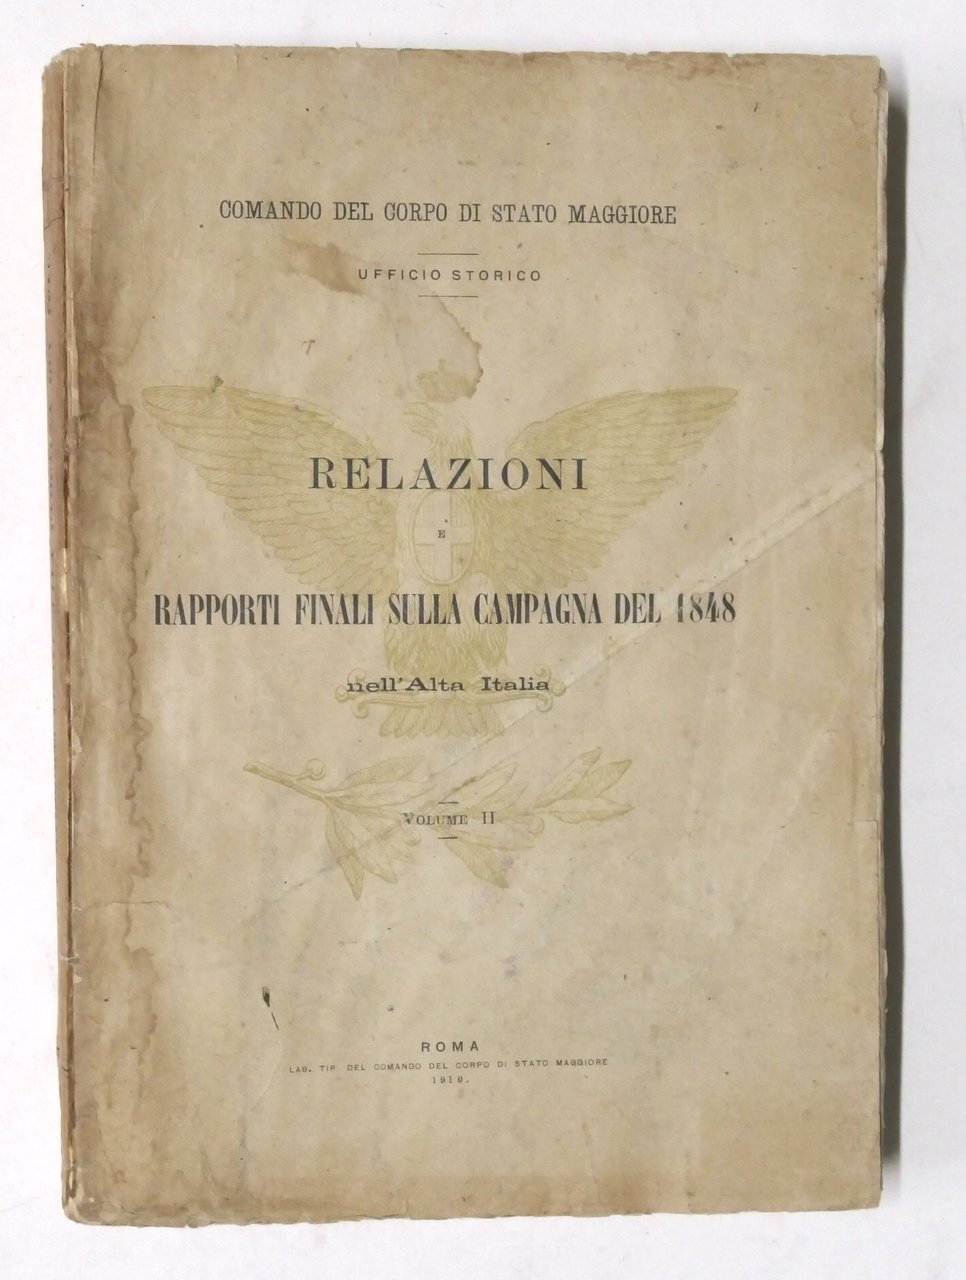 COMANDO DEL CORPO DI STATO MAGGIORE
UFFICIO STORICO
RELAZIONI
E
RAPPORTI FINALI SULLA CAMPAGNA DEL 1848
nell'Alta Italia
VOLUME II
ROMA
LAB. TIP. DEL COMANDO DEL CORPO DI STATO MAGGIORE
1910.